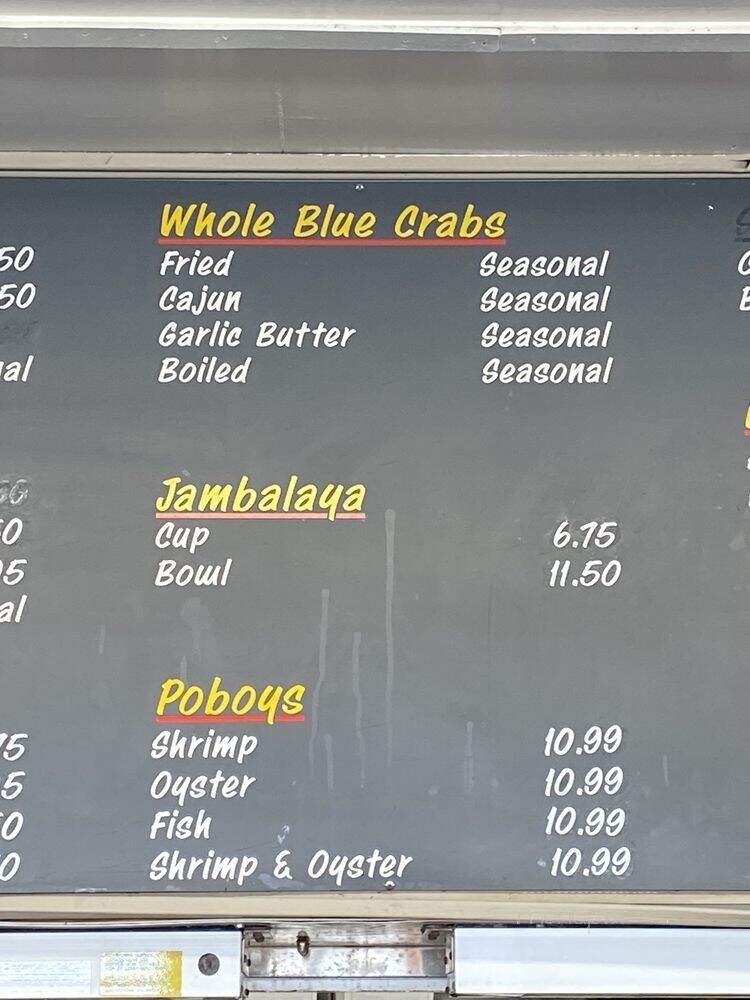 Whole Blue Crabs
Fried Seasonal
Cajun Seasonal
Garlic Butter Seasonal
Boiled Seasonal
Jambalaya
Cup 6.75
Bowl 11.50
Poboys
Shrimp 10.99
Oyster 10.99
Fish 10.99
Shrimp & Oyster 10.99